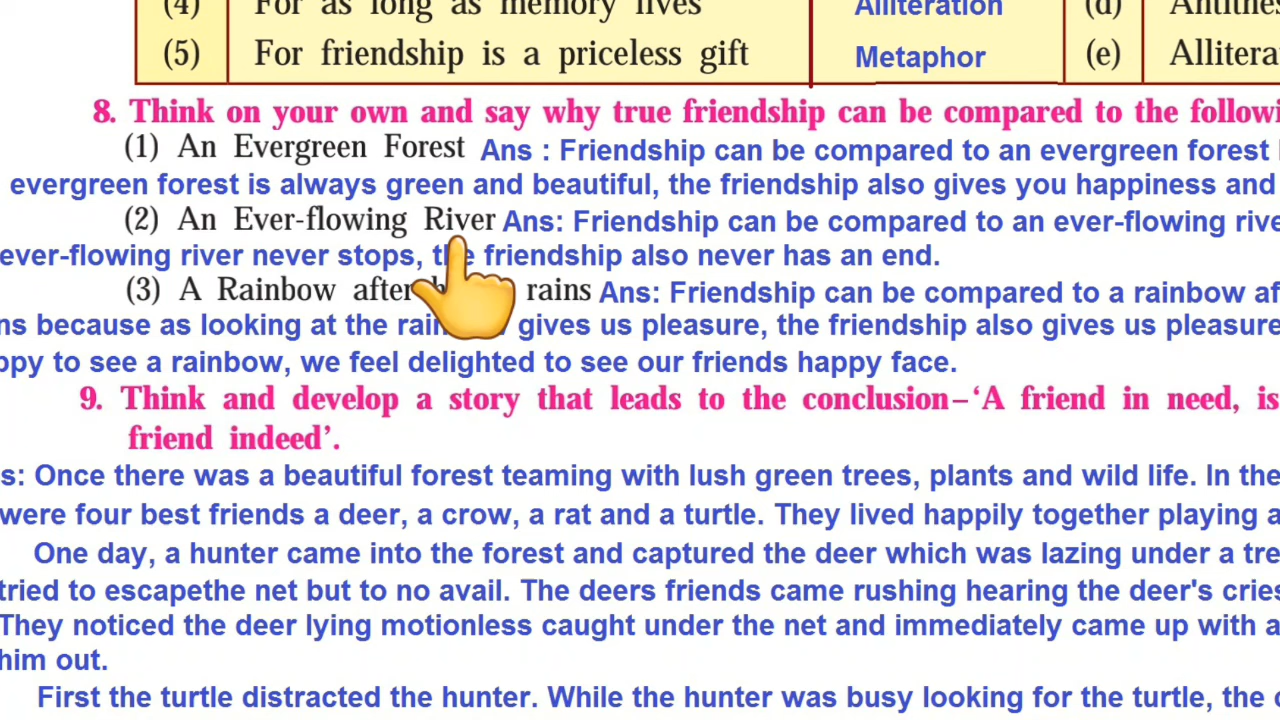 (4) For as long as memory lives Alliteration (d)
(5) For friendship is a priceless gift Metaphor (e)
8. Think on your own and say why true friendship can be compared to the
(1) An Evergreen Forest Ans : Friendship can be compared to an evergreen forest
evergreen forest is always green and beautiful, the friendship also gives you happiness and
(2) An Ever-flowing River Ans: Friendship can be compared to an ever-flowing
ever-flowing river never stops, the friendship also never has an end.
(3) A Rainbow after rains Ans: Friendship can be compared to a rainbow
because as looking at the gives us pleasure, the friendship also gives us pleasure
to see a rainbow, we feel delighted to see our friends happy face.
9. Think and develop a story that leads to the conclusion–‘A friend in need, is
friend indeed’.
Once there was a beautiful forest teaming with lush green trees, plants and wild life. In the
were four best friends a deer, a crow, a rat and a turtle. They lived happily together playing
One day, a hunter came into the forest and captured the deer which was lazing under a
tried to escapethe net but to no avail. The deers friends came rushing hearing the deer's cries
They noticed the deer lying motionless caught under the net and immediately came up with a
him out.
First the turtle distracted the hunter. While the hunter was busy looking for the turtle, the